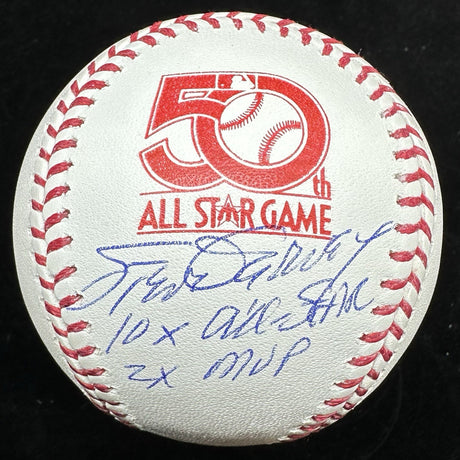 50th
ALL STAR GAME
Steve Garvey
10x All-Star
2x MVP